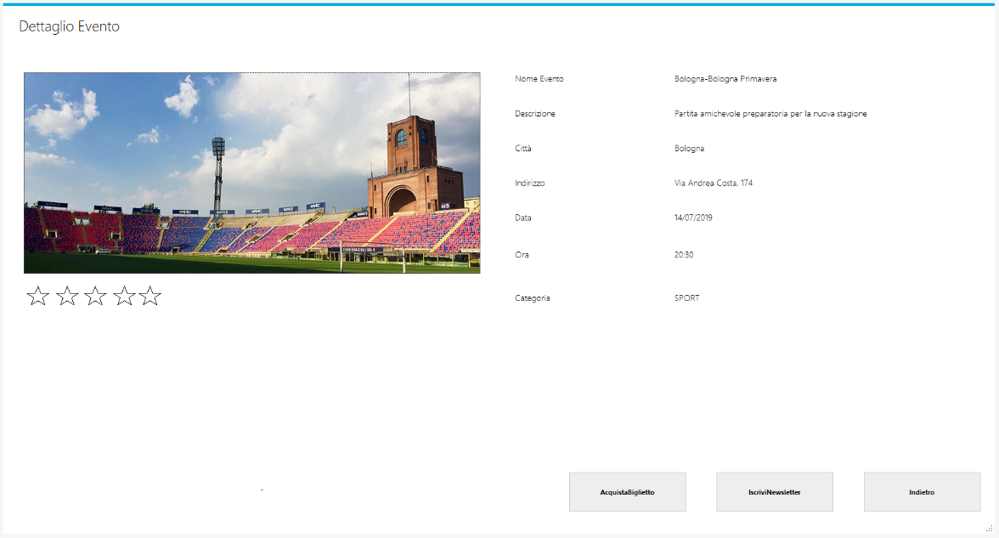 Dettaglio Evento
Nome Evento Bologna-Bologna Primavera
Descrizione Partita amichevole preparatoria per la nuova stagione
Città Bologna
Indirizzo Via Andrea Costa, 174
Data 14/07/2019
Ora 20:30
Categoria SPORT
AcquistaBiglietto IscriviNewsletter Indietro